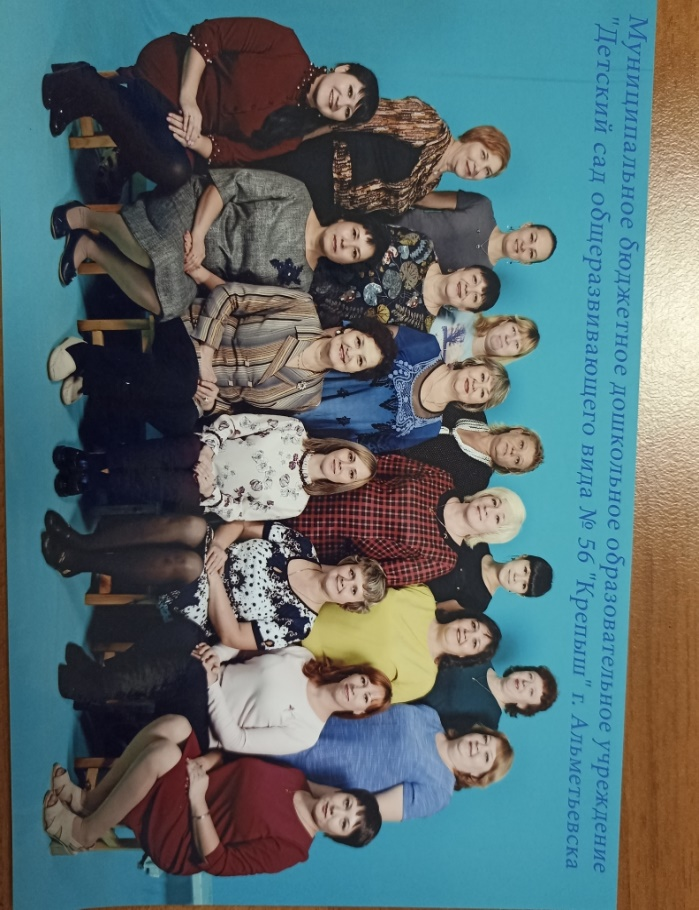 Муниципальное бюджетное дошкольное образовательное учреждение
"Детский сад общеразвивающего вида № 56 "Крепыш" г. Альметьевска